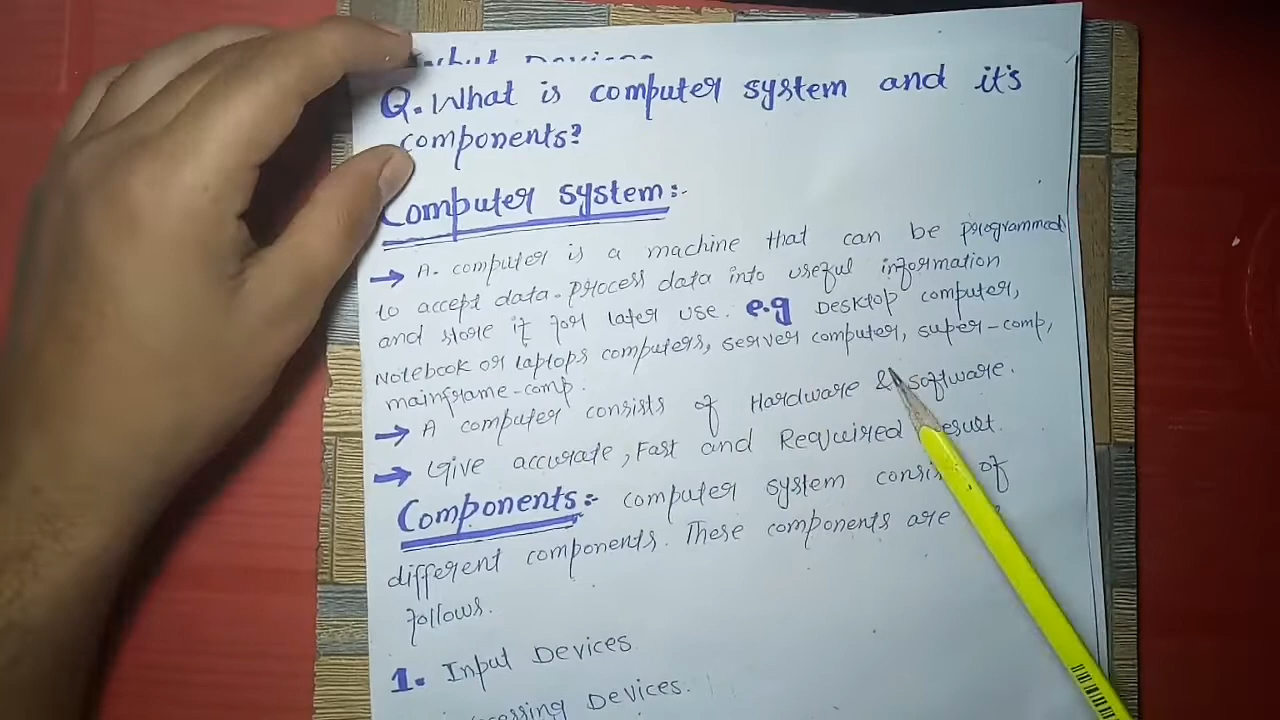 Q. What is computer system and it's
components?
Computer system:-
→ A. computer is a machine that can be programmed
to accept data. process data into useful information
and store it for later use. e.g Desktop computer,
Notebook or laptops computers, server computer, super-comp,
mainframe-comp.
→ A computer consists of Hardware & software.
→ Give accurate, Fast and Required result.
Components:- computer system consist of
different components. These components are
follows.
1. Input Devices
Devices.